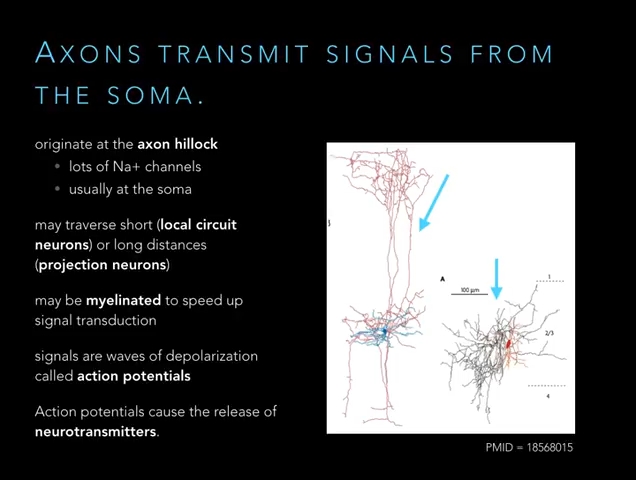 AXONS TRANSMIT SIGNALS FROM
THE SOMA.
originate at the axon hillock
• lots of Na+ channels
• usually at the soma
may traverse short (local circuit
neurons) or long distances
(projection neurons)
may be myelinated to speed up
signal transduction
signals are waves of depolarization
called action potentials
Action potentials cause the release of
neurotransmitters.
A
100 µm
1
2/3
4
PMID = 18568015